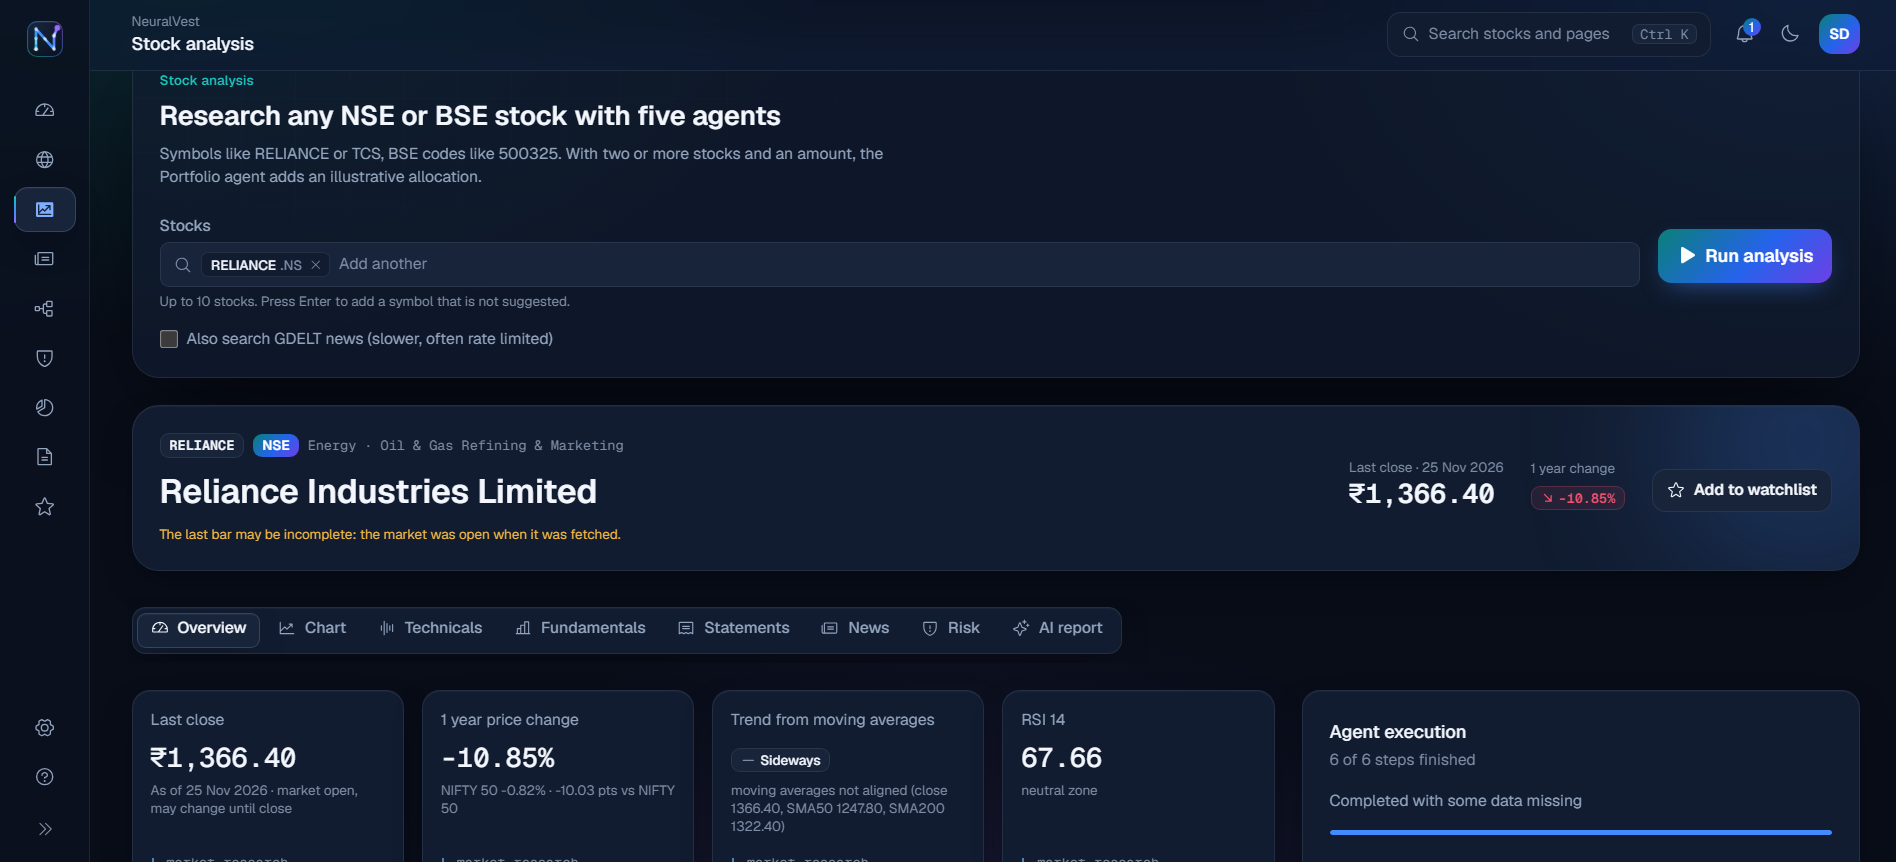 NeuralVest
Stock analysis
Search stocks and pages
Ctrl K
1
SD
Stock analysis
Research any NSE or BSE stock with five agents
Symbols like RELIANCE or TCS, BSE codes like 500325. With two or more stocks and an amount, the
Portfolio agent adds an illustrative allocation.
Stocks
RELIANCE .NS
Add another
Run analysis
Up to 10 stocks. Press Enter to add a symbol that is not suggested.
Also search GDELT news (slower, often rate limited)
RELIANCE NSE Energy · Oil & Gas Refining & Marketing
Reliance Industries Limited
The last bar may be incomplete: the market was open when it was fetched.
Last close · 25 Nov 2026
₹1,366.40
1 year change
-10.85%
Add to watchlist
Overview
Chart
Technicals
Fundamentals
Statements
News
Risk
AI report
Last close
₹1,366.40
As of 25 Nov 2026 · market open,
may change until close
market research
1 year price change
-10.85%
NIFTY 50 -0.82% · -10.03 pts vs NIFTY
50
market research
Trend from moving averages
Sideways
moving averages not aligned (close
1366.40, SMA50 1247.80, SMA200
1322.40)
market research
RSI 14
67.66
neutral zone
market research
Agent execution
6 of 6 steps finished
Completed with some data missing